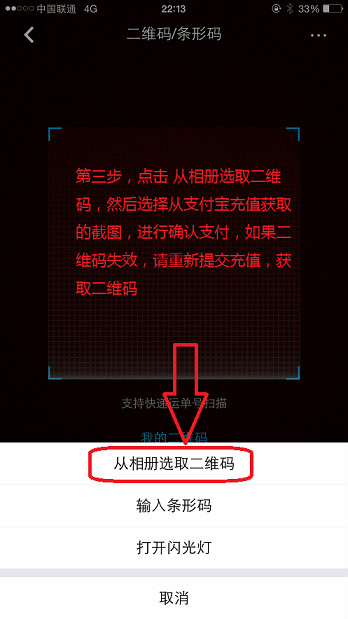 中国联通 4G 22:13 33%
二维码/条形码
第三步，点击 从相册选取二维
码，然后选择从支付宝充值获取
的截图，进行确认支付，如果二
维码失效，请重新提交充值，获
取二维码
支持快递运单号扫描
我的二维码
从相册选取二维码
输入条形码
打开闪光灯
取消